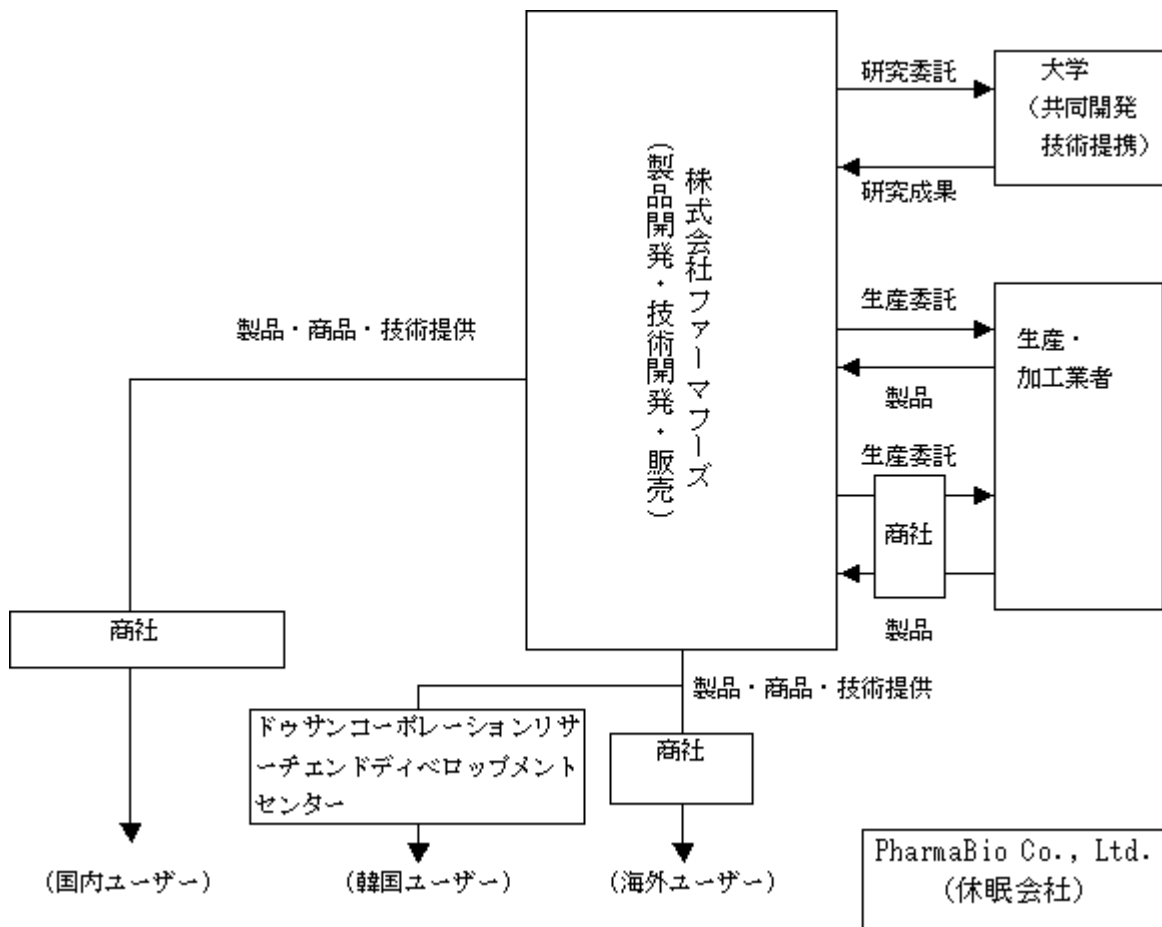 株式会社ファーマフーズ
(製品開発・技術開発・販売)
研究委託
大学
(共同開発
技術提携)
研究成果
生産委託
生産・
加工業者
製品
生産委託
商社
製品
製品・商品・技術提供
商社
製品・商品・技術提供
ドゥサンコーポレーションリサ
ーチェンドディベロップメント
センター
商社
(国内ユーザー)
(韓国ユーザー)
(海外ユーザー)
PharmaBio Co., Ltd.
(休眠会社)